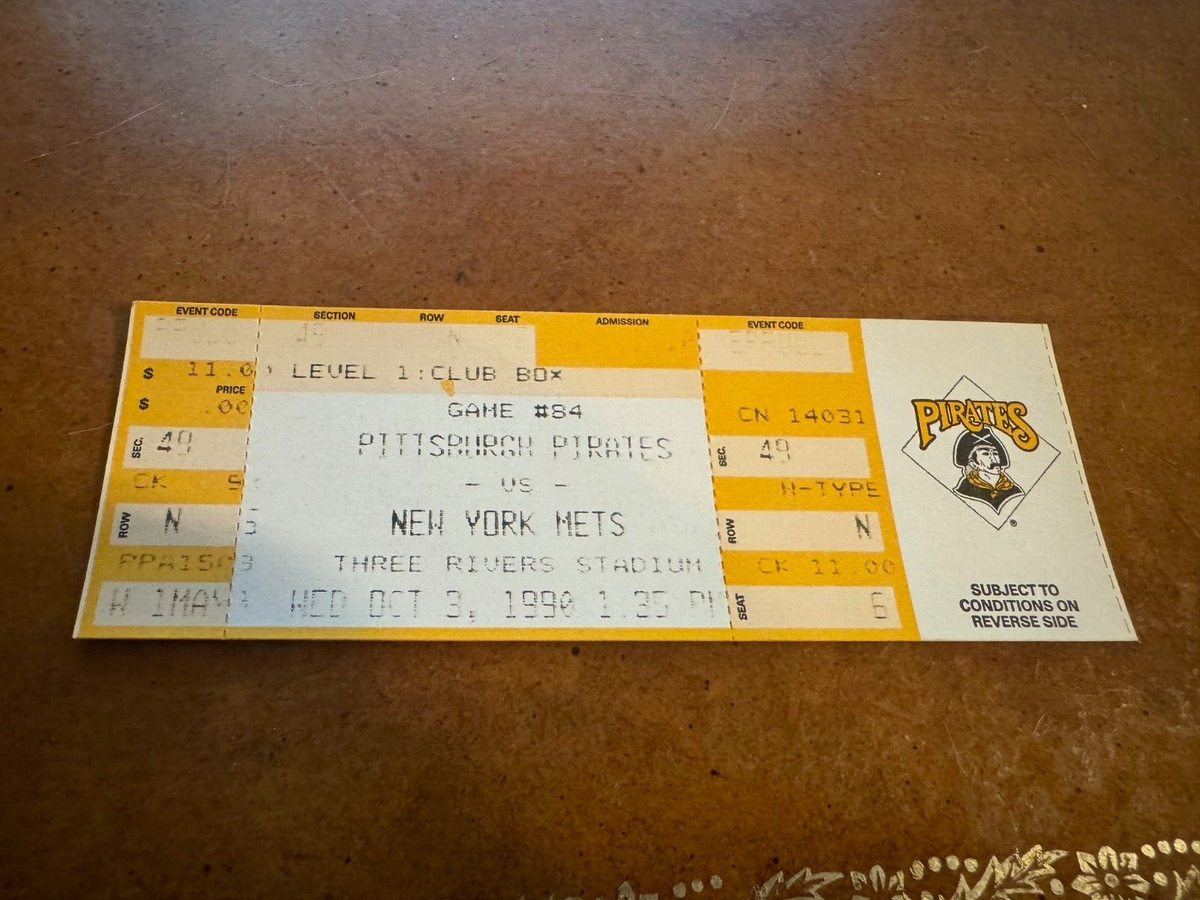 EVENT CODE SECTION ROW SEAT ADMISSION EVENT CODE
$ 11.0 LEVEL 1:CLUB BOX
PRICE
$ .00 GAME #84 CN 14031
SEC. 49 PITTSBURGH PIRATES SEC. 49
CK - VS - W-TYPE
ROW N NEW YORK METS ROW N
THREE RIVERS STADIUM CK 11.00
W 1MAY WED OCT 3, 1990 1:35 PM SEAT 6
PIRATES
®
SUBJECT TO
CONDITIONS ON
REVERSE SIDE